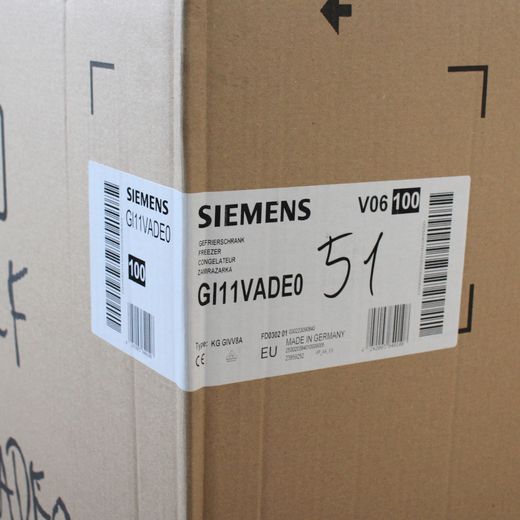 GI11VADE0
100
SIEMENS
V06 100
GEFRIERSCHRANK
FREEZER
CONGELATEUR
ZAMRAZARKA
51
GI11VADE0
Type: KG GIVV8A
FD0302 01
EU
MADE IN GERMANY
23959252